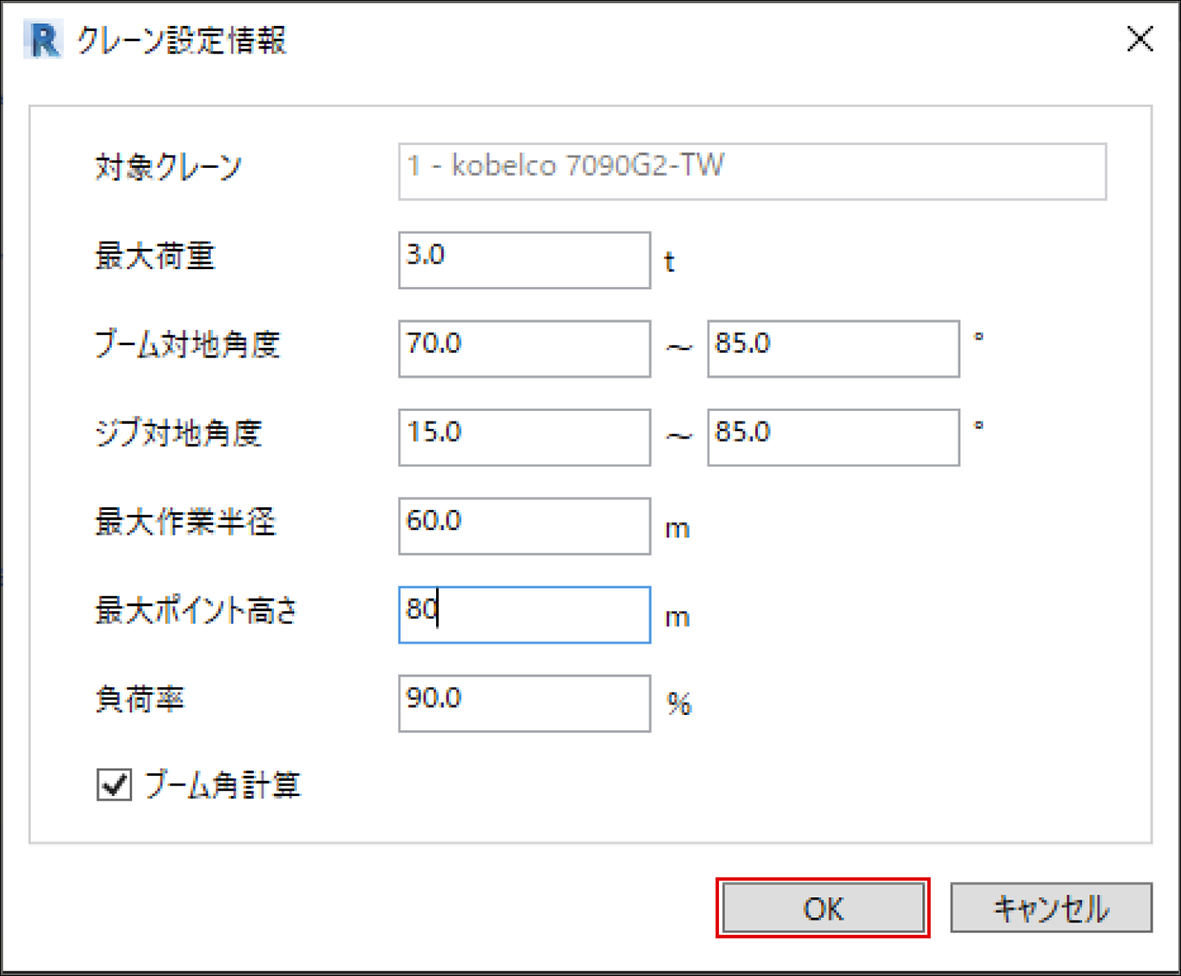 クレーン設定情報
対象クレーン 1 - kobelco 7090G2-TW
最大荷重 3.0 t
ブーム対地角度 70.0 ～ 85.0 °
ジブ対地角度 15.0 ～ 85.0 °
最大作業半径 60.0 m
最大ポイント高さ 80 m
負荷率 90.0 %
ブーム角計算
OK キャンセル